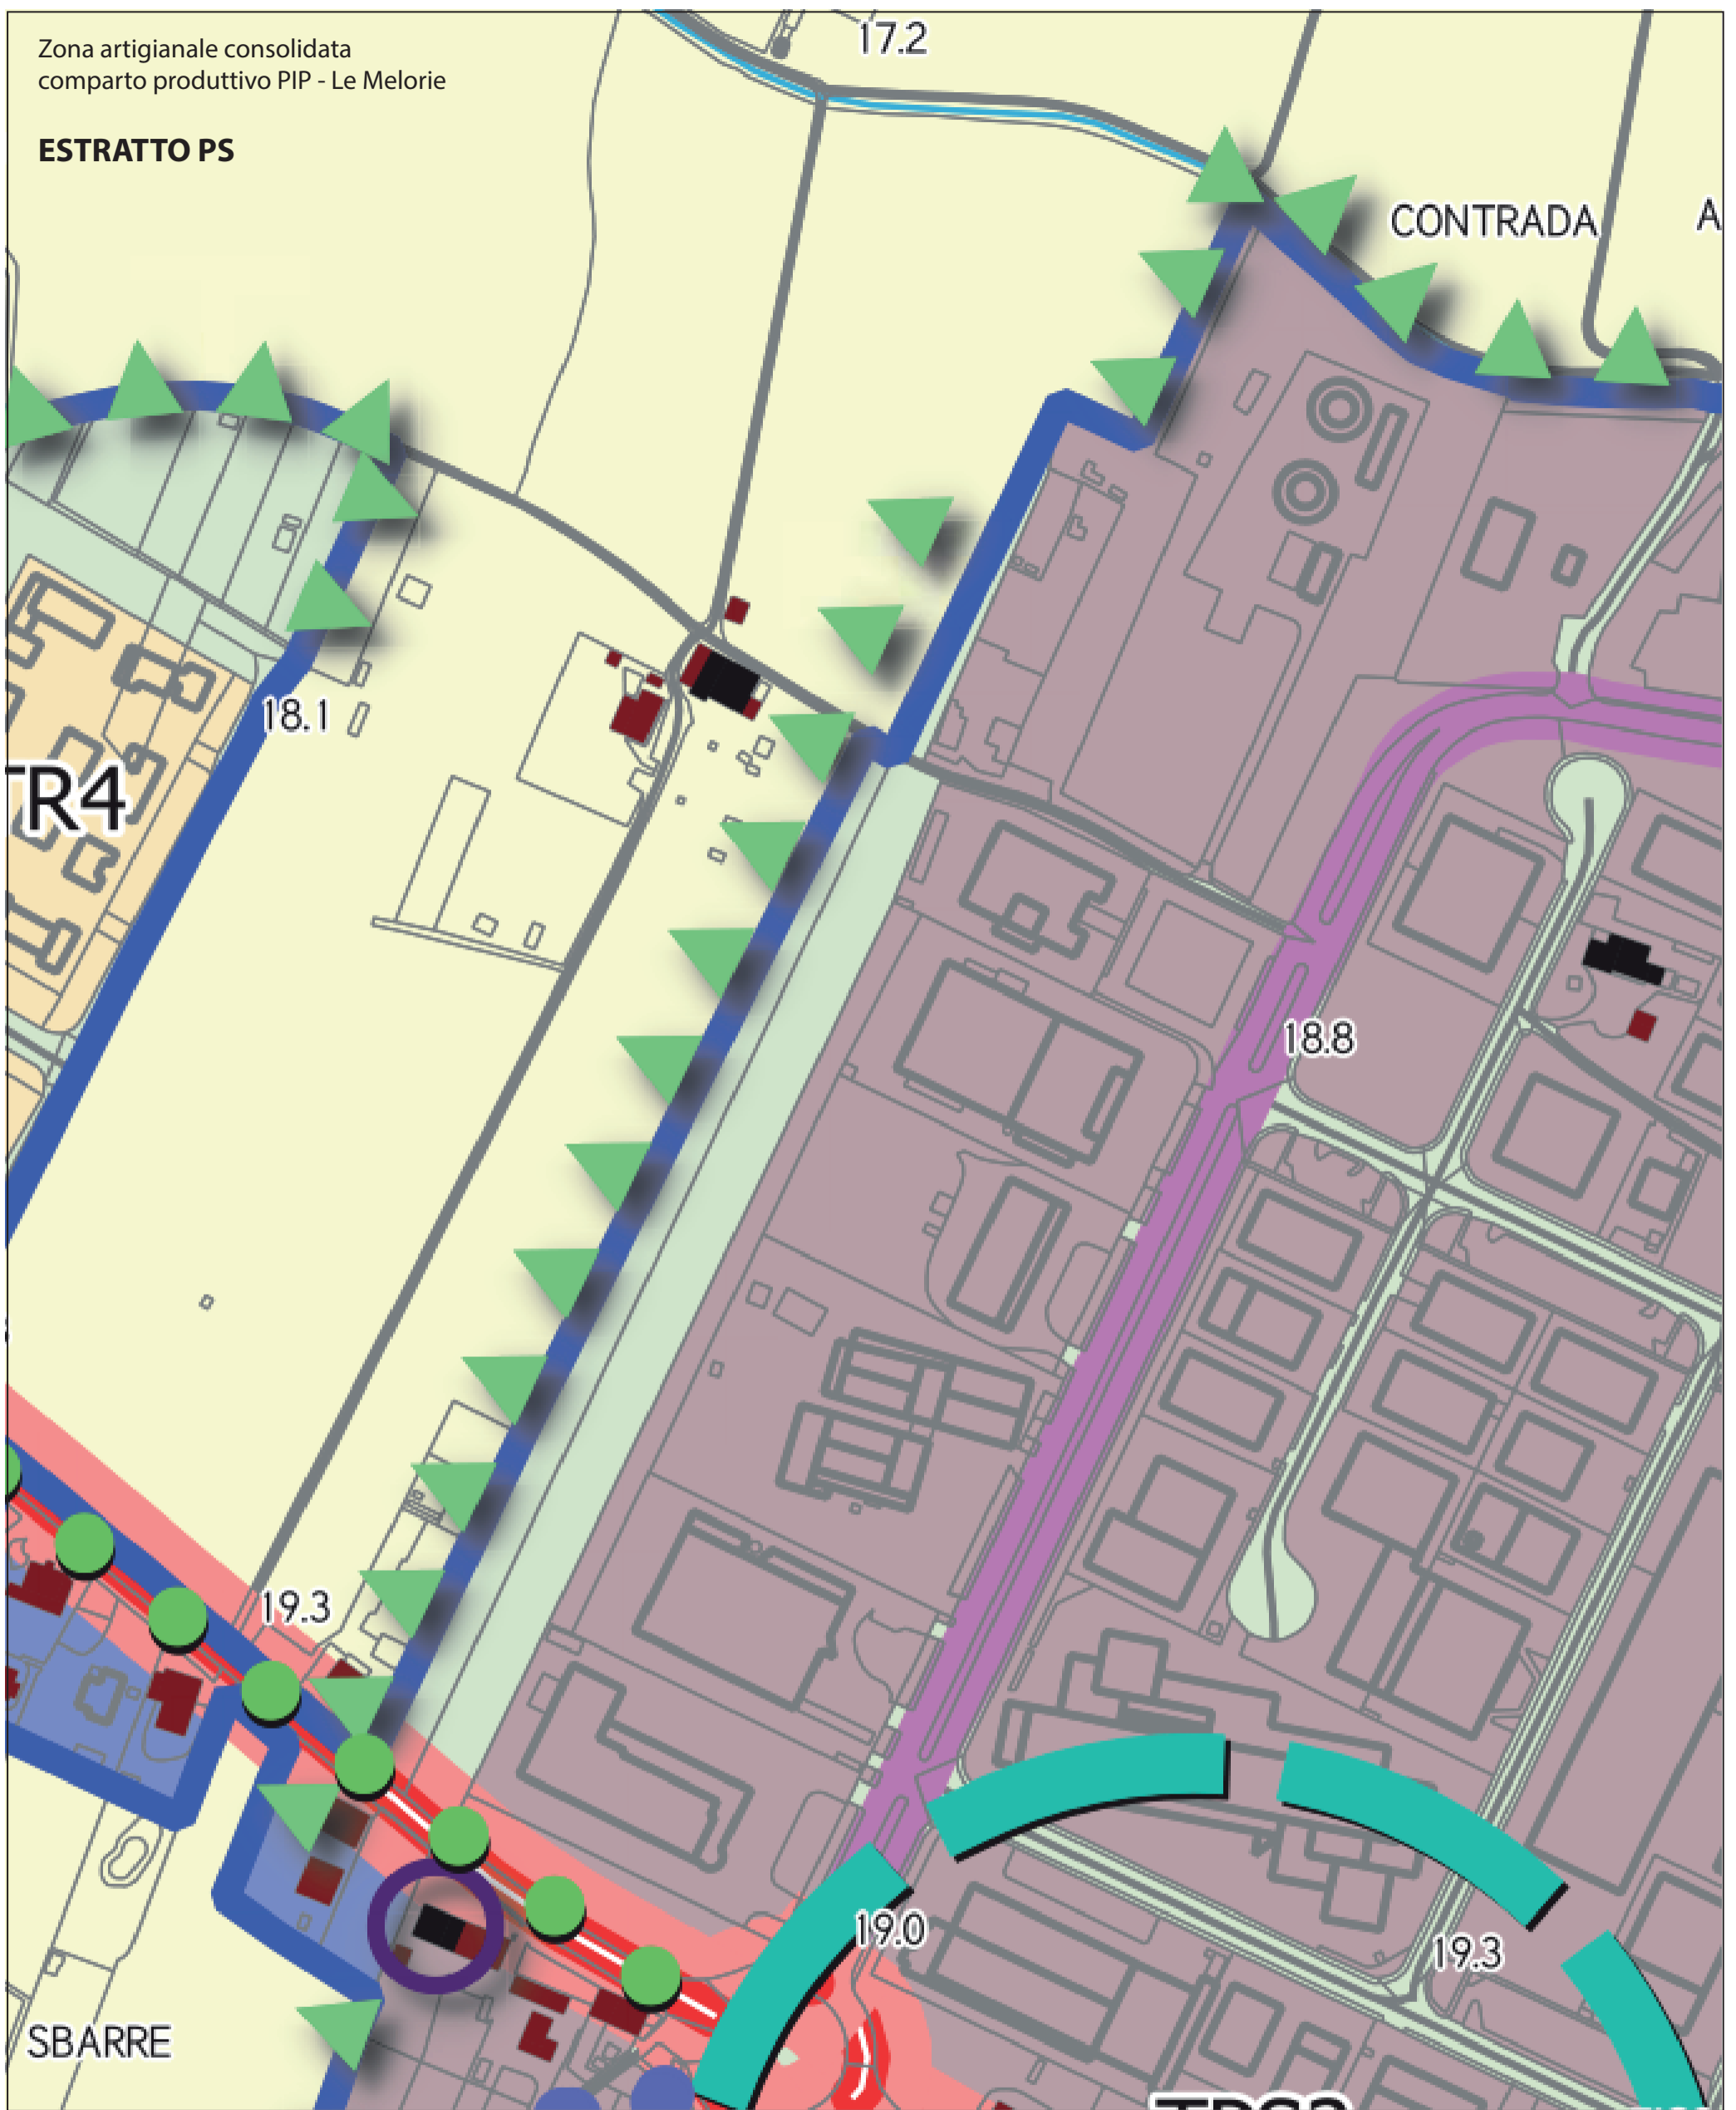 Zona artigianale consolidata
comparto produttivo PIP - Le Melorie
ESTRATTO PS
17.2
CONTRADA
A
18.1
TR4
18.8
19.3
19.0
19.3
SBARRE